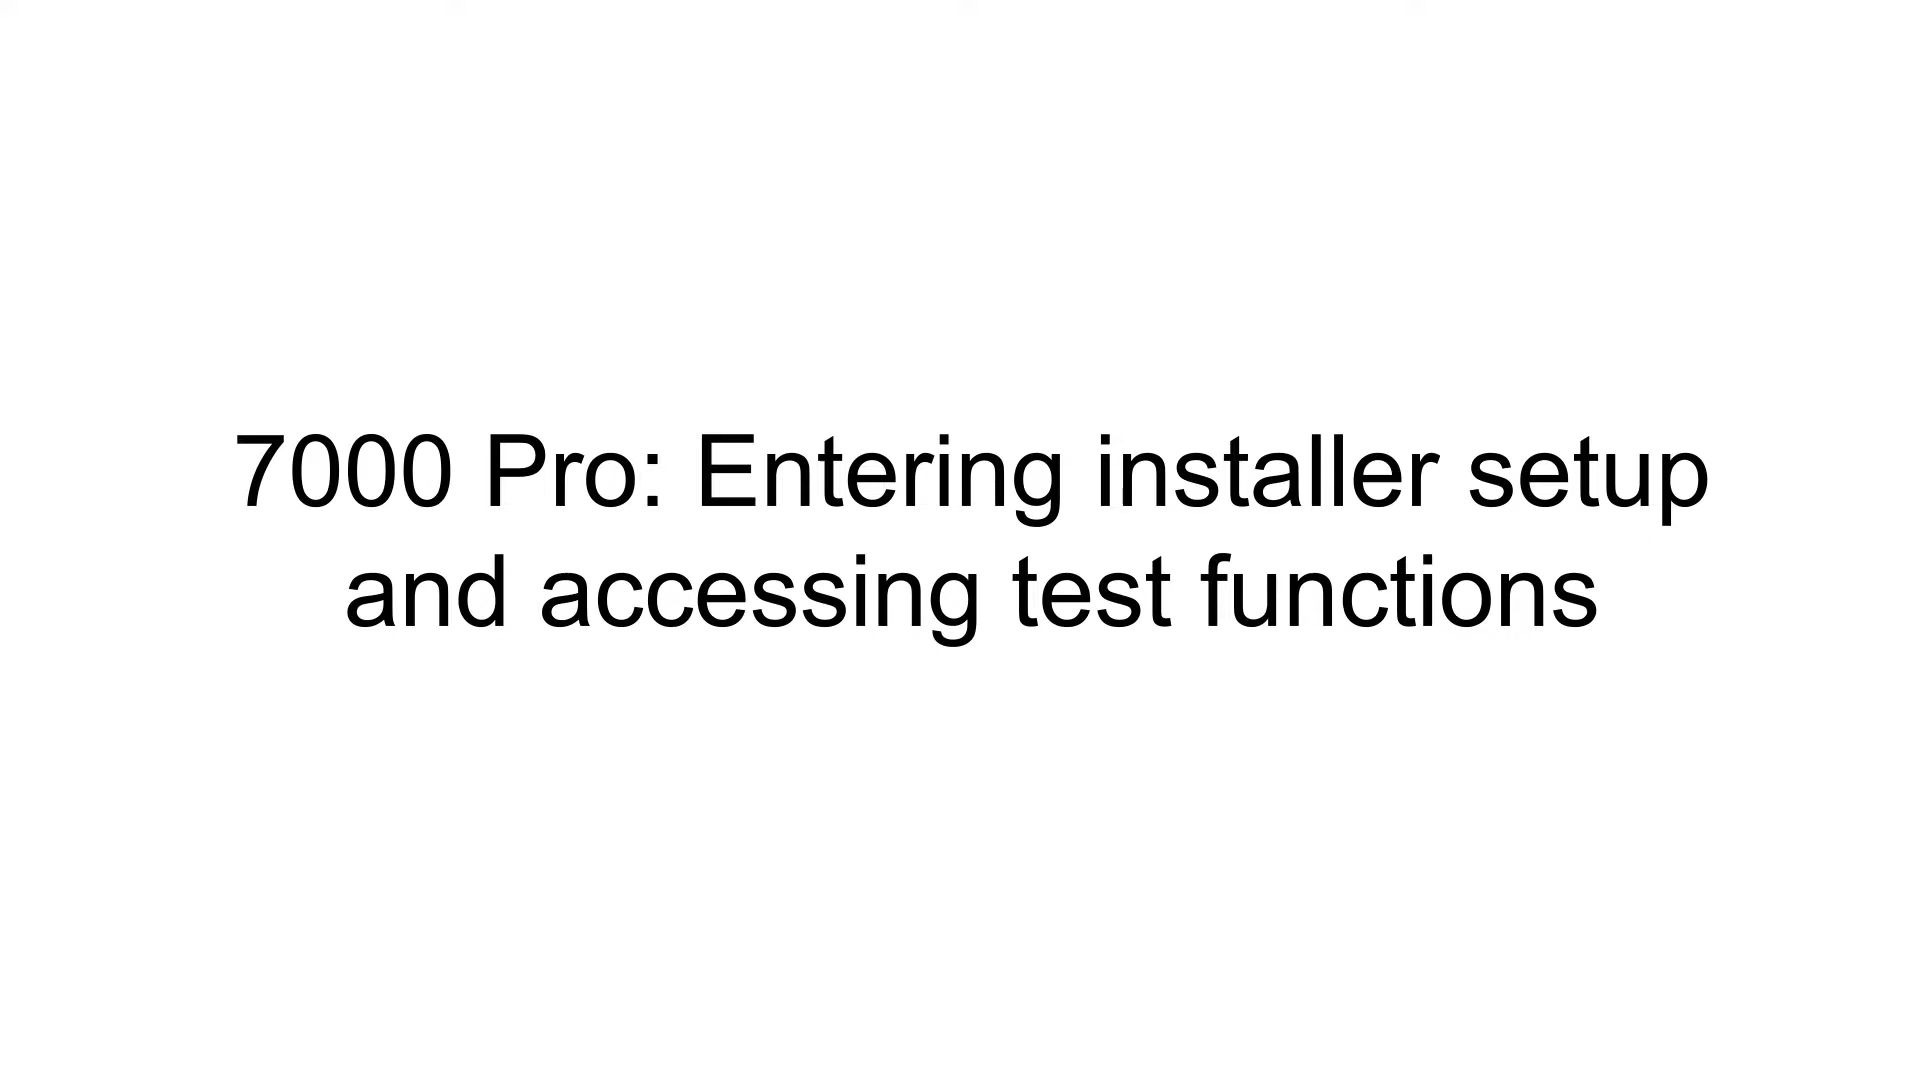 7000 Pro: Entering installer setup
and accessing test functions